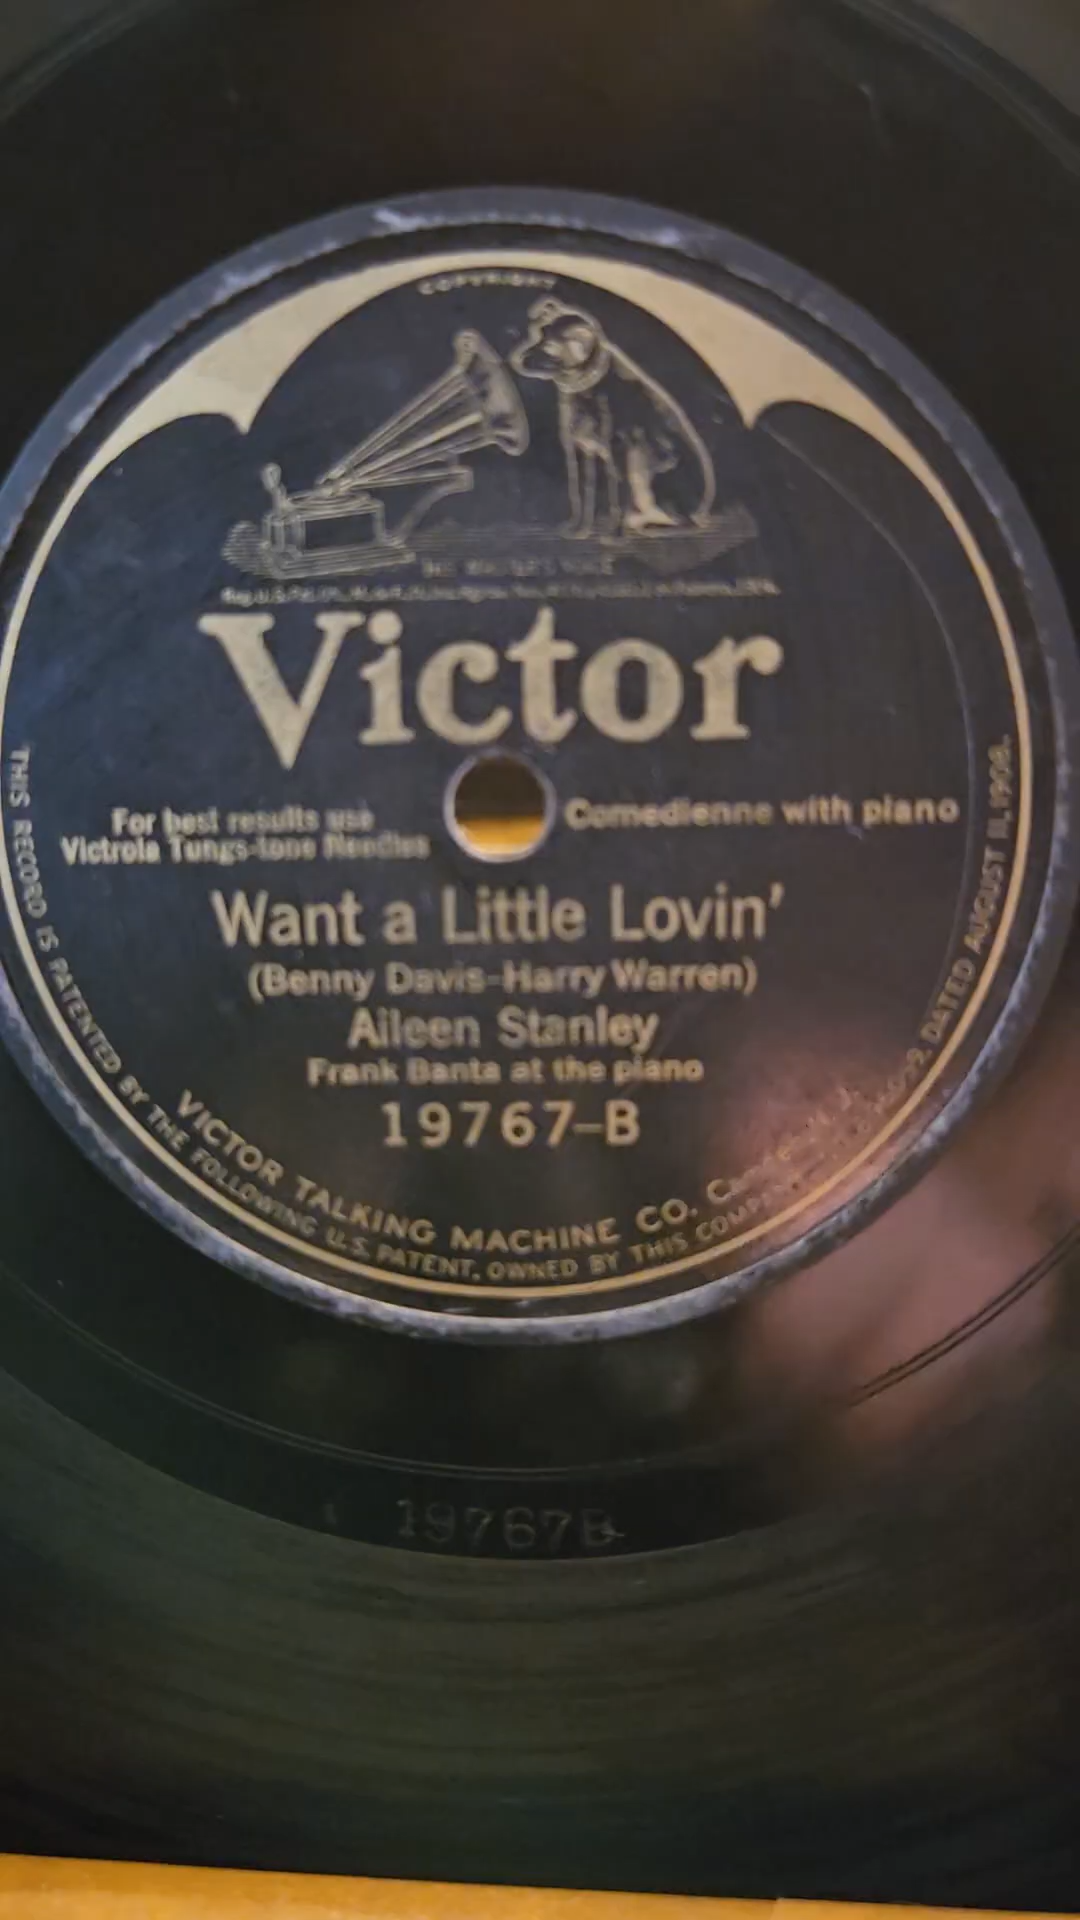 COPYRIGHT
Victor
For best results use
Victrola Tungs-tone Needles
Comedienne with piano
Want a Little Lovin'
(Benny Davis-Harry Warren)
Aileen Stanley
Frank Banta at the piano
19767-B
VICTOR TALKING MACHINE CO.
THIS RECORD IS PATENTED BY THE FOLLOWING U.S. PATENT, OWNED BY THIS DATED AUGUST 11, 1908.
19767B